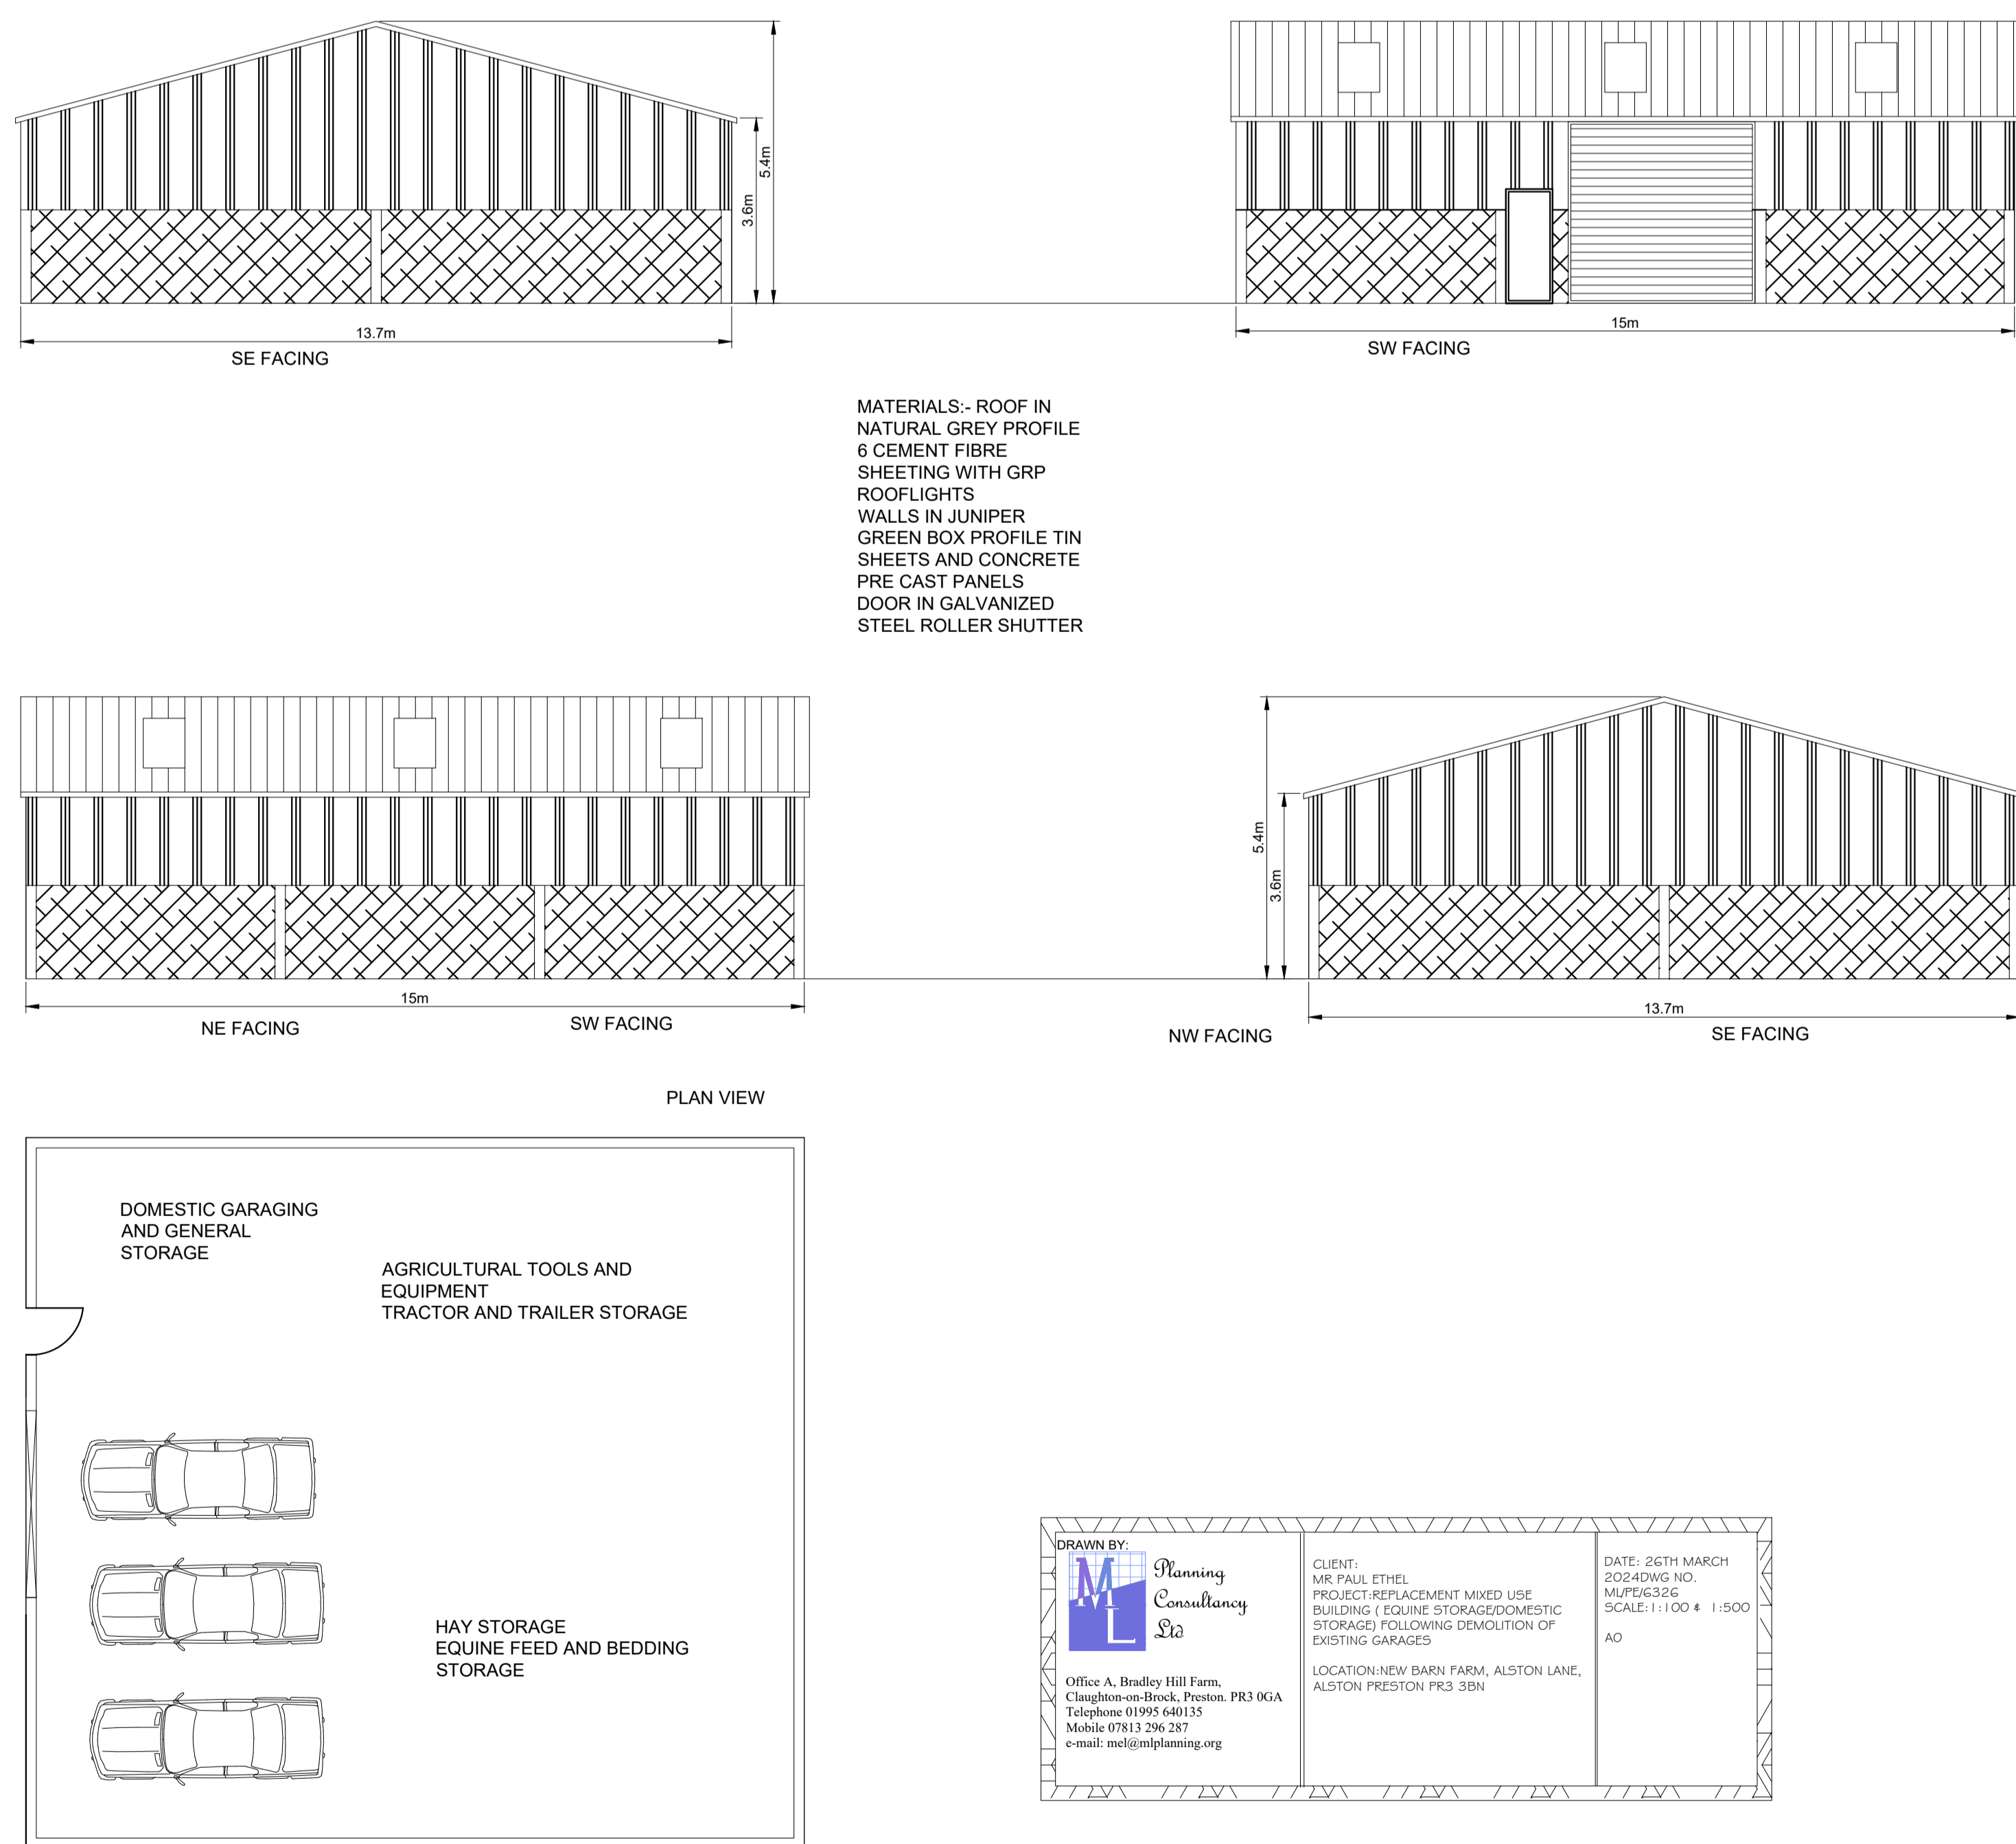 5.4m
3.6m
13.7m
SE FACING
15m
SW FACING
MATERIALS:- ROOF IN
NATURAL GREY PROFILE
6 CEMENT FIBRE
SHEETING WITH GRP
ROOFLIGHTS
WALLS IN JUNIPER
GREEN BOX PROFILE TIN
SHEETS AND CONCRETE
PRE CAST PANELS
DOOR IN GALVANIZED
STEEL ROLLER SHUTTER
15m
NE FACING
SW FACING
5.4m
3.6m
13.7m
NW FACING
SE FACING
PLAN VIEW
DOMESTIC GARAGING
AND GENERAL
STORAGE
AGRICULTURAL TOOLS AND
EQUIPMENT
TRACTOR AND TRAILER STORAGE
HAY STORAGE
EQUINE FEED AND BEDDING
STORAGE
DRAWN BY:
ML
Planning
Consultancy
Ltd
Office A, Bradley Hill Farm,
Claughton-on-Brock, Preston. PR3 0GA
Telephone 01995 640135
Mobile 07813 296 287
e-mail: mel@mlplanning.org
CLIENT:
MR PAUL ETHEL
PROJECT:REPLACEMENT MIXED USE
BUILDING ( EQUINE STORAGE/DOMESTIC
STORAGE) FOLLOWING DEMOLITION OF
EXISTING GARAGES
LOCATION:NEW BARN FARM, ALSTON LANE,
ALSTON PRESTON PR3 3BN
DATE: 26TH MARCH
2024DWG NO.
ML/PE/6326
SCALE:1:100 & 1:500
A0